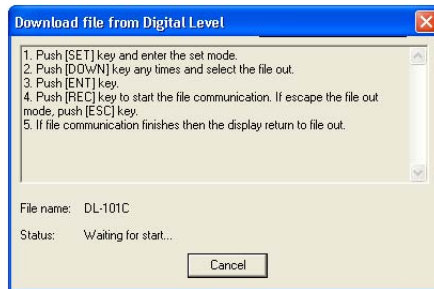 Download file from Digital Level
1. Push [SET] key and enter the set mode.
2. Push [DOWN] key any times and select the file out.
3. Push [ENT] key.
4. Push [REC] key to start the file communication. If escape the file out
mode, push [ESC] key.
5. If file communication finishes then the display return to file out.
File name: DL-101C
Status: Waiting for start...
Cancel